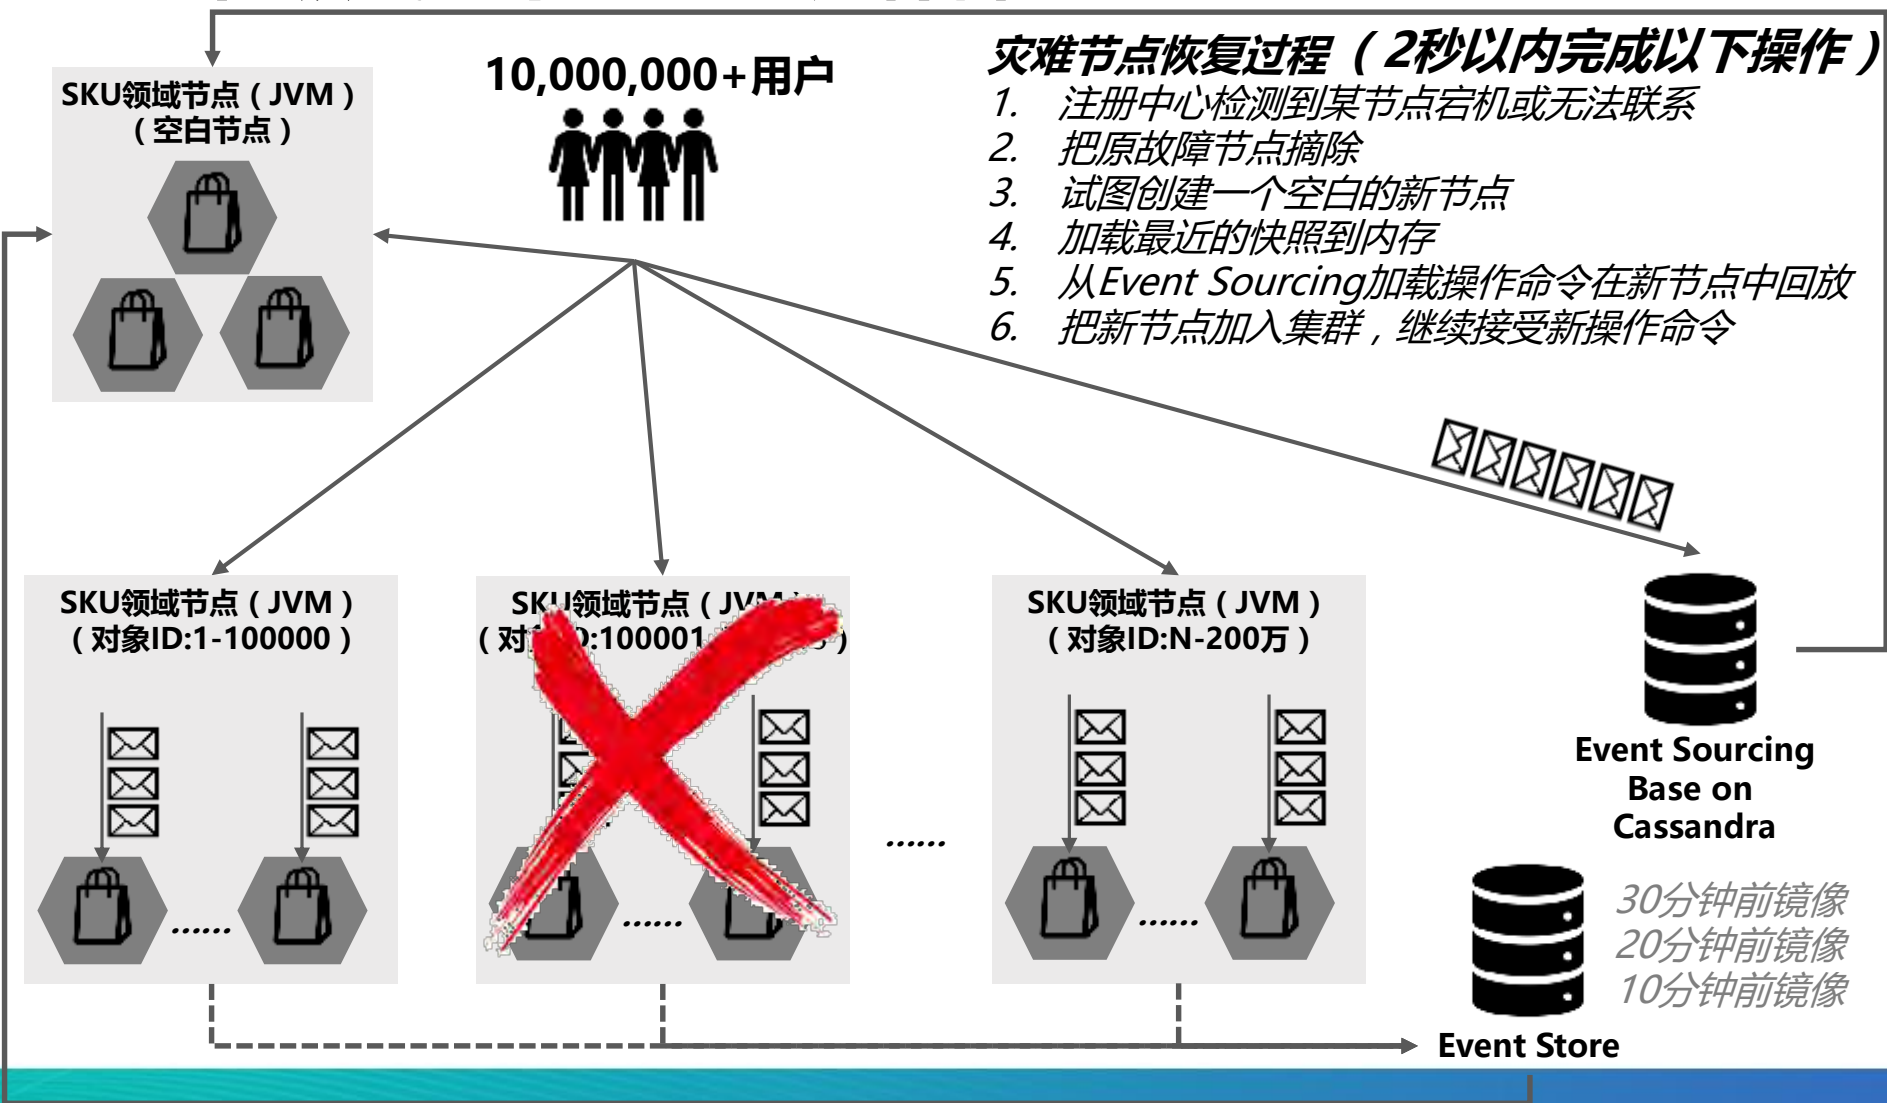 灾难节点恢复过程（2秒以内完成以下操作）
1. 注册中心检测到某节点宕机或无法联系
2. 把原故障节点摘除
3. 试图创建一个空白的新节点
4. 加载最近的快照到内存
5. 从Event Sourcing加载操作命令在新节点中回放
6. 把新节点加入集群，继续接受新操作命令
10,000,000+用户
SKU领域节点（JVM）
（空白节点）
SKU领域节点（JVM）
（对象ID:1-100000）
……
SKU领域节点（JVM）
:100001
……
……
SKU领域节点（JVM）
（对象ID:N-200万）
……
Event Sourcing
Base on
Cassandra
30分钟前镜像
20分钟前镜像
10分钟前镜像
Event Store